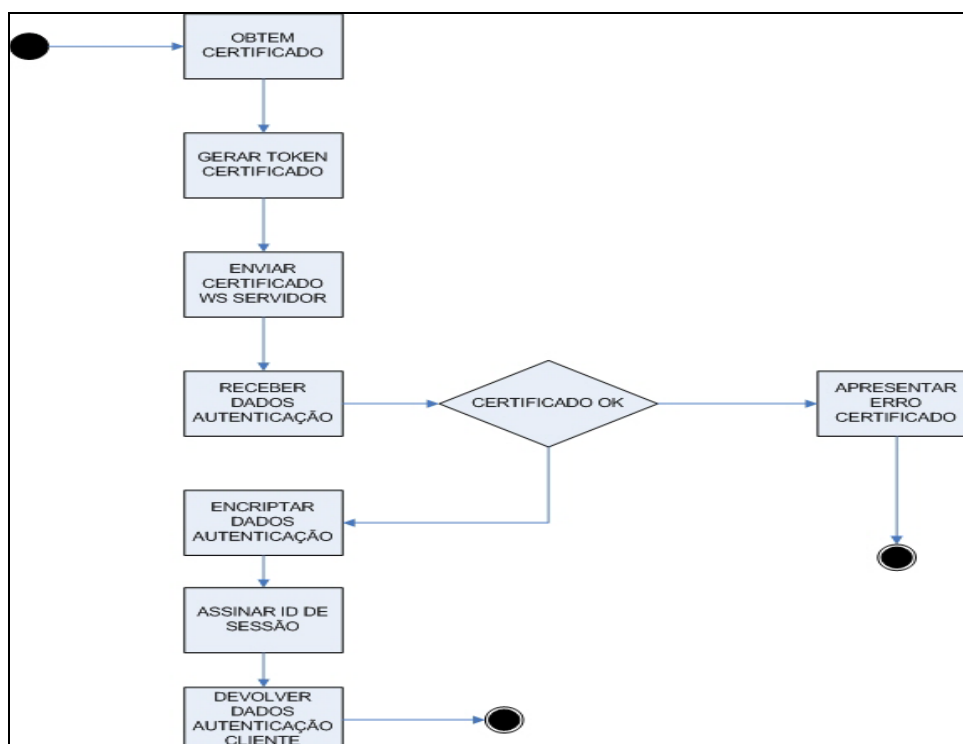 OBTEM
CERTIFICADO
GERAR TOKEN
CERTIFICADO
ENVIAR
CERTIFICADO
WS SERVIDOR
RECEBER
DADOS
AUTENTICAÇÃO
CERTIFICADO OK
APRESENTAR
ERRO
CERTIFICADO
ENCRIPTAR
DADOS
AUTENTICAÇÃO
ASSINAR ID DE
SESSÃO
DEVOLVER
DADOS
AUTENTICAÇÃO
CLIENTE